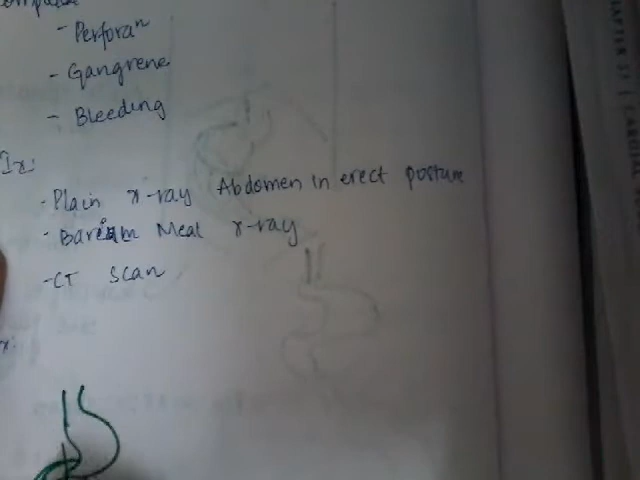 - Perforaⁿ
- Gangrene
- Bleeding
Ix:
- Plain x-ray Abdomen in erect posture
- Barium Meal x-ray
- CT scan